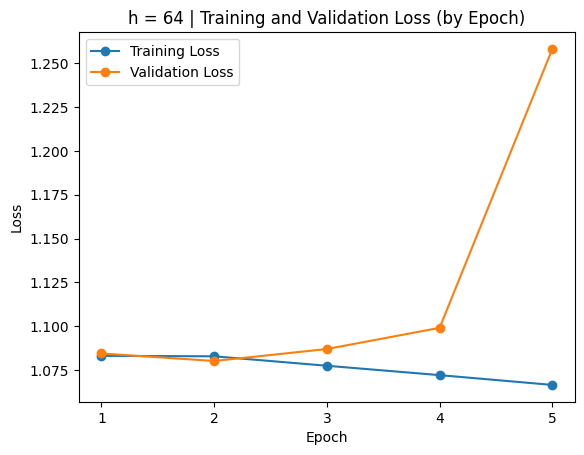 h = 64 | Training and Validation Loss (by Epoch)
Training Loss
Validation Loss
1.250
1.225
1.200
1.175
1.150
1.125
1.100
1.075
Loss
1 2 3 4 5
Epoch